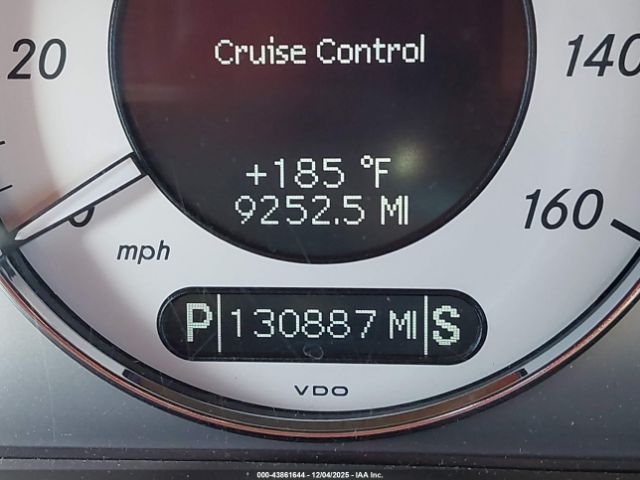 Cruise Control
20
140
+185 °F
9252.5 MI
0
160
mph
P 130887 MI S
VDO
000-43861644 - 12/04/2025 - IAA Inc.